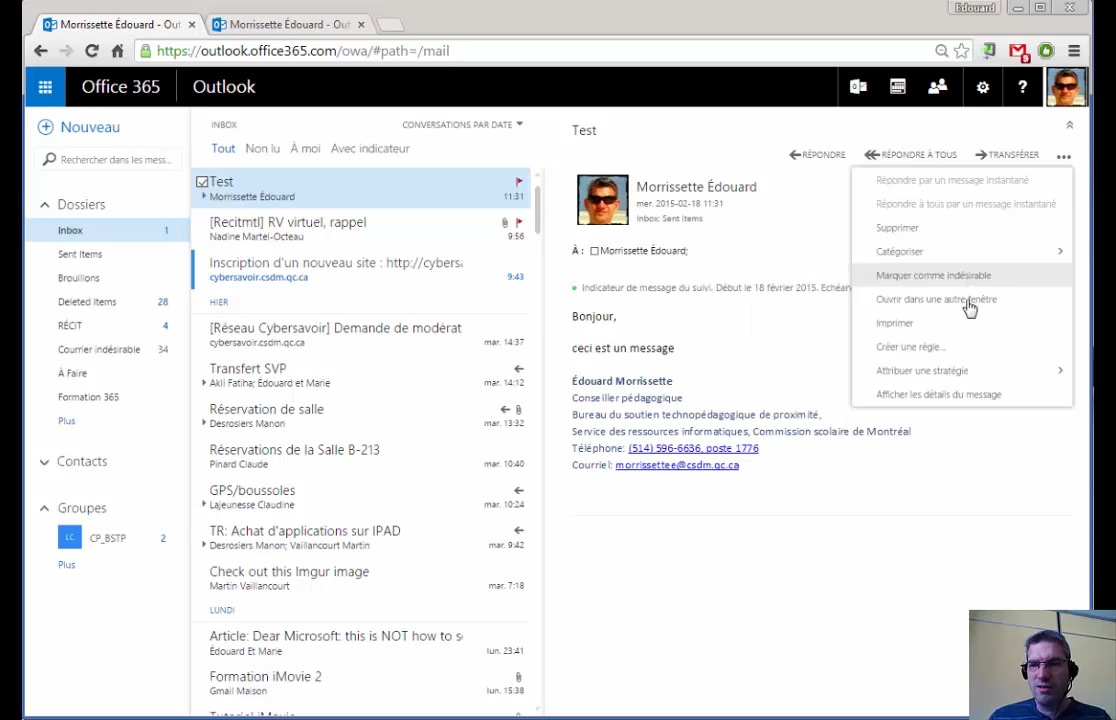 Édouard
Morrissette Édouard - Out
Morrissette Édouard - Out
https://outlook.office365.com/owa/#path=/mail
9
Office 365
Outlook
?
Nouveau
Rechercher dans les mess...
Dossiers
Inbox 1
Sent Items
Brouillons
Deleted Items 28
RÉCIT 4
Courrier indésirable 34
À Faire
Formation 365
Plus
Contacts
Groupes
LC CP_BSTP 2
Plus
INBOX CONVERSATIONS PAR DATE
Tout Non lu À moi Avec indicateur
Test
Morrissette Édouard 11:31
[Recitmtl] RV virtuel, rappel
Nadine Martel-Octeau 9:56
Inscription d'un nouveau site : http://cybersa
cybersavoir.csdm.qc.ca 9:43
HIER
[Réseau Cybersavoir] Demande de modérat
cybersavoir.csdm.qc.ca mar. 14:37
Transfert SVP
Akli Fatiha; Édouard et Marie mar. 14:12
Réservation de salle
Desrosiers Manon mar. 13:32
Réservations de la Salle B-213
Pinard Claude mar. 10:40
GPS/boussoles
Lajeunesse Claudine mar. 10:24
TR: Achat d'applications sur IPAD
Desrosiers Manon; Vaillancourt Martin mar. 9:42
Check out this Imgur image
Martin Vaillancourt mar. 7:18
LUNDI
Article: Dear Microsoft: this is NOT how to se
Édouard Et Marie lun. 23:41
Formation iMovie 2
Gmail Maison lun. 15:38
Test
RÉPONDRE RÉPONDRE À TOUS TRANSFÉRER
Morrissette Édouard
mer. 2015-02-18 11:31
Inbox; Sent Items
À : Morrissette Édouard;
Indicateur de message du suivi. Début le 18 février 2015.
Bonjour,
ceci est un message
Édouard Morrissette
Conseiller pédagogique
Bureau du soutien technopédagogique de proximité,
Service des ressources informatiques, Commission scolaire de Montréal
Téléphone: (514) 596-6636, poste 1776
Courriel: morrissettee@csdm.qc.ca
Répondre par un message instantané
Répondre à tous par un message instantané
Supprimer
Catégoriser
Marquer comme indésirable
Ouvrir dans une autre fenêtre
Imprimer
Créer une règle...
Attribuer une stratégie
Afficher les détails du message